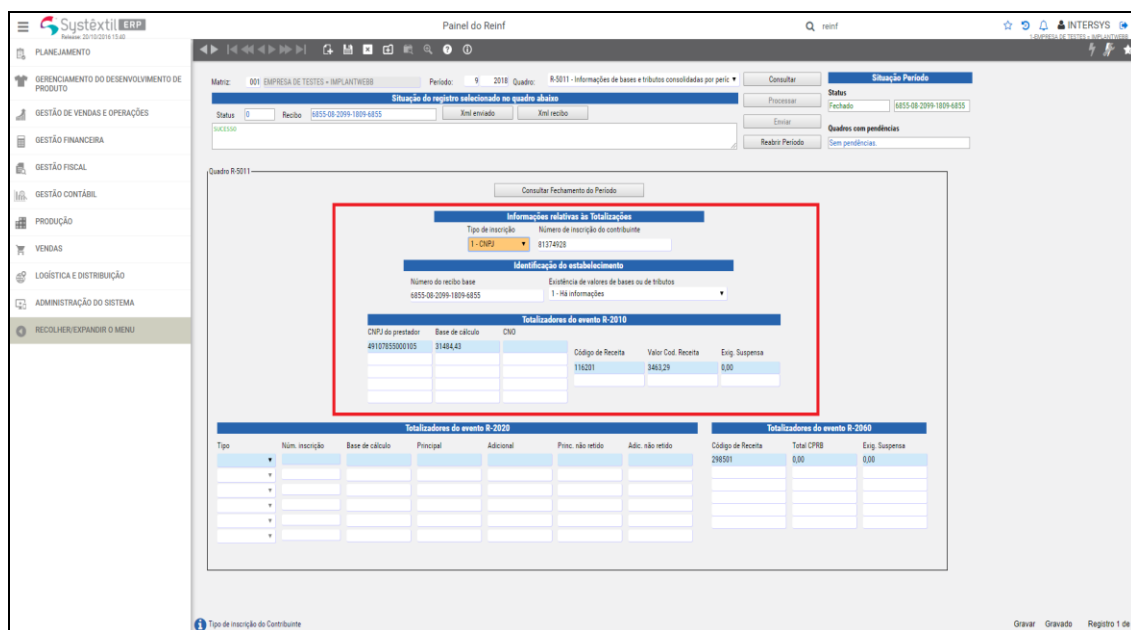 Systêxtil ERP
Release: 20/10/2016 15:40
Painel do Reinf
reinf
INTERSYS
1-EMPRESA DE TESTES = IMPLANTWEBB
PLANEJAMENTO
GERENCIAMENTO DO DESENVOLVIMENTO DE
PRODUTO
GESTÃO DE VENDAS E OPERAÇÕES
GESTÃO FINANCEIRA
GESTÃO FISCAL
GESTÃO CONTÁBIL
PRODUÇÃO
VENDAS
LOGÍSTICA E DISTRIBUIÇÃO
ADMINISTRAÇÃO DO SISTEMA
RECOLHER/EXPANDIR O MENU
Matriz: 001 EMPRESA DE TESTES = IMPLANTWEBB Período: 9 2018 Quadro: R-5011 - Informações de bases e tributos consolidadas por períc
Consultar
Situação Período
Situação do registro selecionado no quadro abaixo
Processar
Status
Fechado 6855-08-2099-1809-6855
Status 0 Recibo 6855-08-2099-1809-6855 Xml enviado Xml recibo
SUCESSO
Enviar
Quadros com pendências
Reabrir Período
Sem pendências.
Quadro R-5011
Consultar Fechamento do Período
Informações relativas às Totalizações
Tipo de inscrição Número de inscrição do contribuinte
1 - CNPJ 81374928
Identificação do estabelecimento
Número do recibo base Existência de valores de bases ou de tributos
6855-08-2099-1809-6855 1 - Há informações
Totalizadores do evento R-2010
CNPJ do prestador Base de cálculo CNO
49107855000105 31484,43
Código de Receita Valor Cod. Receita Exig. Suspensa
116201 3463,29 0,00
Totalizadores do evento R-2020
Tipo Núm. inscrição Base de cálculo Principal Adicional Princ. não retido Adic. não retido
Totalizadores do evento R-2060
Código de Receita Total CPRB Exig. Suspensa
298501 0,00 0,00
Tipo de inscrição do Contribuinte
Gravar Gravado Registro 1 de